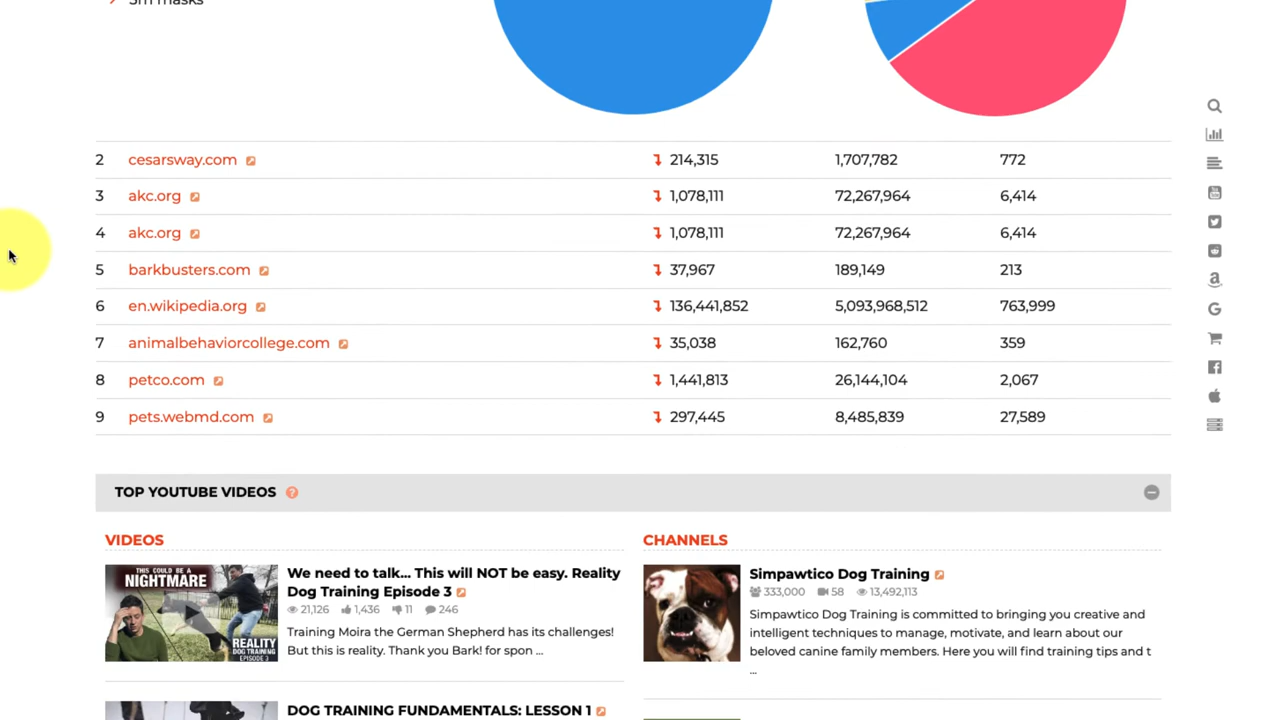 3m masks
2 cesarsway.com 214,315 1,707,782 772
3 akc.org 1,078,111 72,267,964 6,414
4 akc.org 1,078,111 72,267,964 6,414
5 barkbusters.com 37,967 189,149 213
6 en.wikipedia.org 136,441,852 5,093,968,512 763,999
7 animalbehaviorcollege.com 35,038 162,760 359
8 petco.com 1,441,813 26,144,104 2,067
9 pets.webmd.com 297,445 8,485,839 27,589
TOP YOUTUBE VIDEOS ?
VIDEOS
THIS COULD BE A
NIGHTMARE
REALITY
DOG TRAINING
EPISODE 3
We need to talk... This will NOT be easy. Reality
Dog Training Episode 3
21,126 1,436 11 246
Training Moira the German Shepherd has its challenges!
But this is reality. Thank you Bark! for spon ...
DOG TRAINING FUNDAMENTALS: LESSON 1
CHANNELS
Simpawtico Dog Training
333,000 58 13,492,113
Simpawtico Dog Training is committed to bringing you creative and
intelligent techniques to manage, motivate, and learn about our
beloved canine family members. Here you will find training tips and t
...